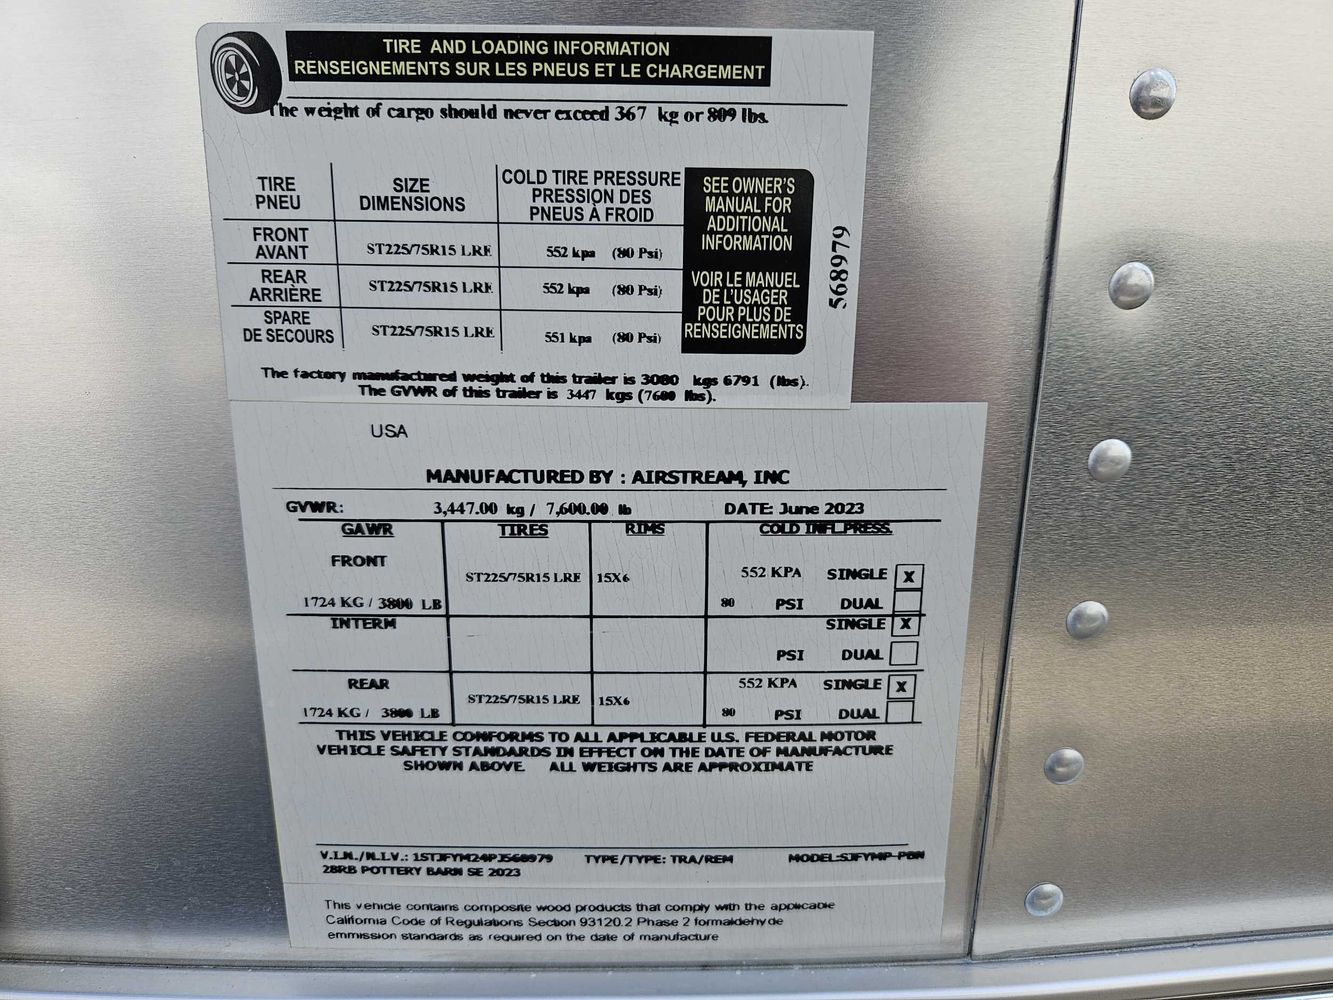 TIRE AND LOADING INFORMATION
RENSEIGNEMENTS SUR LES PNEUS ET LE CHARGEMENT
The weight of cargo should never exceed 367 kg or 809 lbs.
TIRE PNEU
SIZE DIMENSIONS
COLD TIRE PRESSURE PRESSION DES PNEUS À FROID
SEE OWNER'S MANUAL FOR ADDITIONAL INFORMATION
VOIR LE MANUEL DE L'USAGER POUR PLUS DE RENSEIGNEMENTS
568979
FRONT AVANT ST225/75R15 LRE 552 kpa (80 Psi)
REAR ARRIÈRE ST225/75R15 LRE 552 kpa (80 Psi)
SPARE DE SECOURS ST225/75R15 LRE 551 kpa (80 Psi)
The factory manufactured weight of this trailer is 3080 kgs 6791 (lbs).
The GVWR of this trailer is 3447 kgs (7600 lbs).
USA
MANUFACTURED BY : AIRSTREAM, INC
GVWR: 3,447.00 kg / 7,600.00 lb DATE: June 2023
GAWR TIRES RIMS COLD INFL.PRESS.
FRONT
ST225/75R15 LRE 15X6 552 KPA SINGLE X
1724 KG / 3800 LB 80 PSI DUAL
INTERM SINGLE X
PSI DUAL
REAR 552 KPA SINGLE X
ST225/75R15 LRE 15X6
1724 KG / 3800 LB 80 PSI DUAL
THIS VEHICLE CONFORMS TO ALL APPLICABLE U.S. FEDERAL MOTOR
VEHICLE SAFETY STANDARDS IN EFFECT ON THE DATE OF MANUFACTURE
SHOWN ABOVE. ALL WEIGHTS ARE APPROXIMATE
V.I.N./N.I.V.: 1STJFYM24PJ568979 TYPE/TYPE: TRA/REM MODEL:SJFYMP-PBN
28RB POTTERY BARN SE 2023
This vehicle contains composite wood products that comply with the applicable
California Code of Regulations Section 93120.2 Phase 2 formaldehyde
emmission standards as required on the date of manufacture